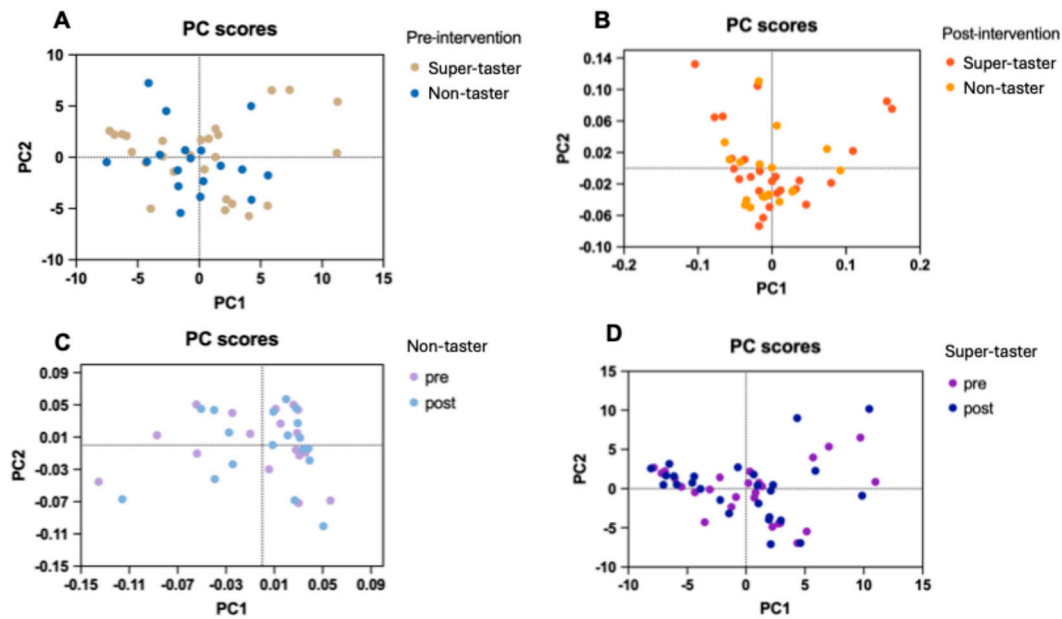 A
PC scores
Pre-intervention
Super-taster
Non-taster
10
5
0
-5
-10
PC2
-10
-5
0
5
10
15
PC1
B
PC scores
Post-intervention
Super-taster
Non-taster
0.14
0.10
0.06
0.02
-0.02
-0.06
-0.10
PC2
-0.2
-0.1
0
0.1
0.2
PC1
C
PC scores
Non-taster
pre
post
0.09
0.05
0.01
-0.03
-0.07
-0.11
-0.15
PC2
-0.15
-0.11
-0.07
-0.03
0.01
0.05
0.09
PC1
D
PC scores
Super-taster
pre
post
15
10
5
0
-5
-10
PC2
-10
-5
0
5
10
15
PC1